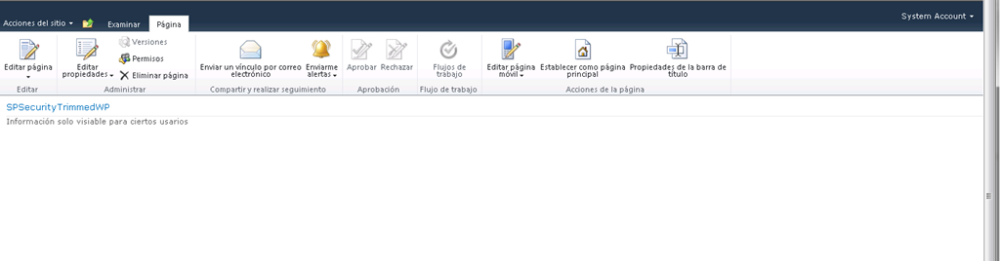 Acciones del sitio
Examinar
Página
System Account
Editar página
Editar propiedades
Versiones
Permisos
Eliminar página
Enviar un vínculo por correo electrónico
Enviarme alertas
Aprobar
Rechazar
Flujos de trabajo
Editar página móvil
Establecer como página principal
Propiedades de la barra de título
Editar
Administrar
Compartir y realizar seguimiento
Aprobación
Flujo de trabajo
Acciones de la página
SPSecurityTrimmedWP
Información solo visiable para ciertos usarios